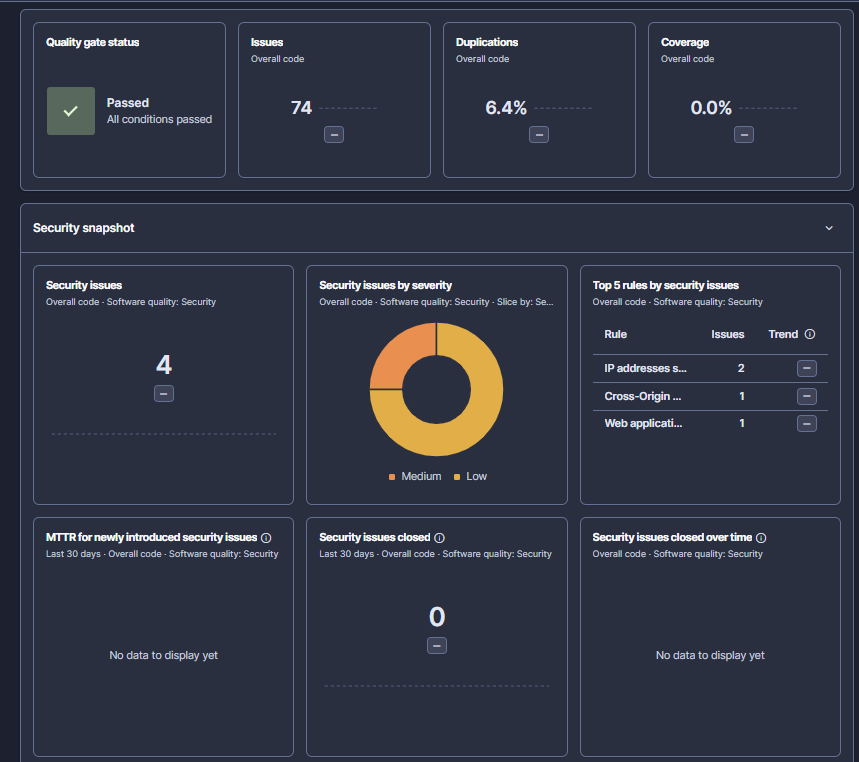 Quality gate status
Passed
All conditions passed
Issues
Overall code
74
Duplications
Overall code
6.4%
Coverage
Overall code
0.0%
Security snapshot
Security issues
Overall code · Software quality: Security
4
Security issues by severity
Overall code · Software quality: Security · Slice by: Se...
Medium Low
Top 5 rules by security issues
Overall code · Software quality: Security
Rule Issues Trend
IP addresses s... 2
Cross-Origin ... 1
Web applicati... 1
MTTR for newly introduced security issues
Last 30 days · Overall code · Software quality: Security
No data to display yet
Security issues closed
Last 30 days · Overall code · Software quality: Security
0
Security issues closed over time
Overall code · Software quality: Security
No data to display yet